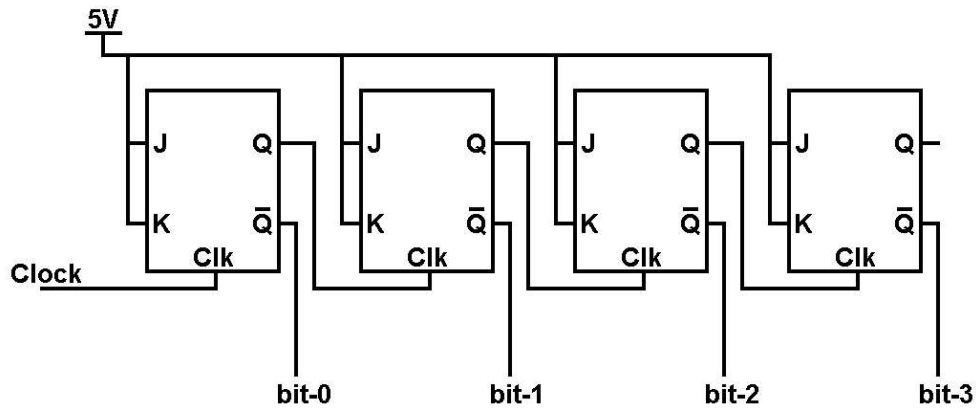 5V
J Q J Q J Q J Q
K Q̅ K Q̅ K Q̅ K Q̅
Clk Clk Clk Clk
Clock
bit-0 bit-1 bit-2 bit-3